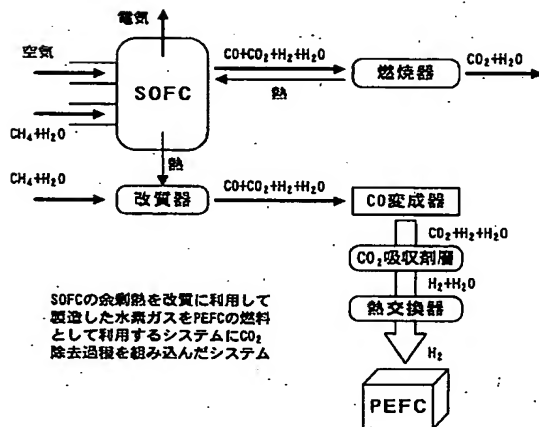 電気
空気
CO+CO₂+H₂+H₂O
CO₂+H₂O
SOFC
燃焼器
熱
CH₄+H₂O
熱
CH₄+H₂O
CO+CO₂+H₂+H₂O
改質器
CO変成器
CO₂+H₂+H₂O
CO₂吸収剤層
H₂+H₂O
SOFCの余剰熱を改質に利用して
製造した水素ガスをPEFCの燃料
として利用するシステムにCO₂
除去過程を組み込んだシステム
熱交換器
H₂
PEFC